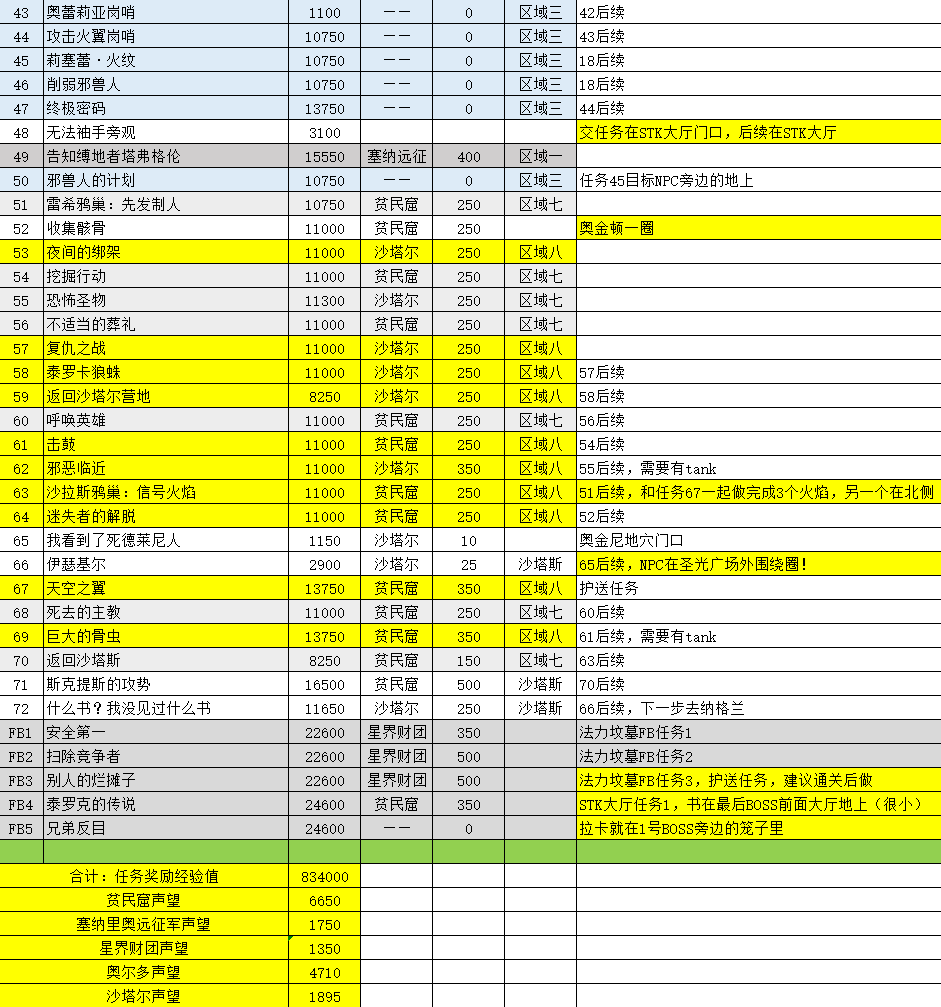 43 奥蕾莉亚岗哨 1100 —— 0 区域三 42后续
44 攻击火翼岗哨 10750 —— 0 区域三 43后续
45 莉塞蕾·火纹 10750 —— 0 区域三 18后续
46 削弱邪兽人 10750 —— 0 区域三 18后续
47 终极密码 13750 —— 0 区域三 44后续
48 无法袖手旁观 3100 交任务在STK大厅门口，后续在STK大厅
49 告知缚地者塔弗格伦 15550 塞纳远征 400 区域一
50 邪兽人的计划 10750 —— 0 区域三 任务45目标NPC旁边的地上
51 雷希鸦巢：先发制人 10750 贫民窟 250 区域七
52 收集骸骨 11000 贫民窟 250 奥金顿一圈
53 夜间的绑架 11000 沙塔尔 250 区域八
54 挖掘行动 11000 贫民窟 250 区域七
55 恐怖圣物 11300 沙塔尔 250 区域七
56 不适当的葬礼 11000 贫民窟 250 区域七
57 复仇之战 11000 沙塔尔 250 区域八
58 泰罗卡狼蛛 11000 沙塔尔 250 区域八 57后续
59 返回沙塔尔营地 8250 沙塔尔 250 区域八 58后续
60 呼唤英雄 11000 贫民窟 250 区域七 56后续
61 击鼓 11000 贫民窟 250 区域八 54后续
62 邪恶临近 11000 沙塔尔 350 区域八 55后续，需要有tank
63 沙拉斯鸦巢：信号火焰 11000 贫民窟 250 区域八 51后续，和任务67一起做完成3个火焰，另一个在北侧
64 迷失者的解脱 11000 贫民窟 250 区域八 52后续
65 我看到了死德莱尼人 1150 沙塔尔 10 奥金尼地穴门口
66 伊瑟基尔 2900 沙塔尔 25 沙塔斯 65后续，NPC在圣光广场外围绕圈！
67 天空之翼 13750 沙塔尔 350 区域八 护送任务
68 死去的主教 11000 贫民窟 250 区域七 60后续
69 巨大的骨虫 13750 贫民窟 350 区域八 61后续，需要有tank
70 返回沙塔斯 8250 贫民窟 150 区域七 63后续
71 斯克提斯的攻势 16500 贫民窟 500 沙塔斯 70后续
72 什么书？我没见过什么书 11650 沙塔尔 250 沙塔斯 66后续，下一步去纳格兰
FB1 安全第一 22600 星界财团 350 法力坟墓FB任务1
FB2 扫除竞争者 22600 星界财团 500 法力坟墓FB任务2
FB3 别人的烂摊子 22600 星界财团 500 法力坟墓FB任务3，护送任务，建议通关后做
FB4 泰罗克的传说 24600 贫民窟 350 STK大厅任务1，书在最后BOSS前面大厅地上（很小）
FB5 兄弟反目 24600 —— 0 拉卡就在1号BOSS旁边的笼子里
合计：任务奖励经验值 834000
贫民窟声望 6650
塞纳里奥远征军声望 1750
星界财团声望 1350
奥尔多声望 4710
沙塔尔声望 1895